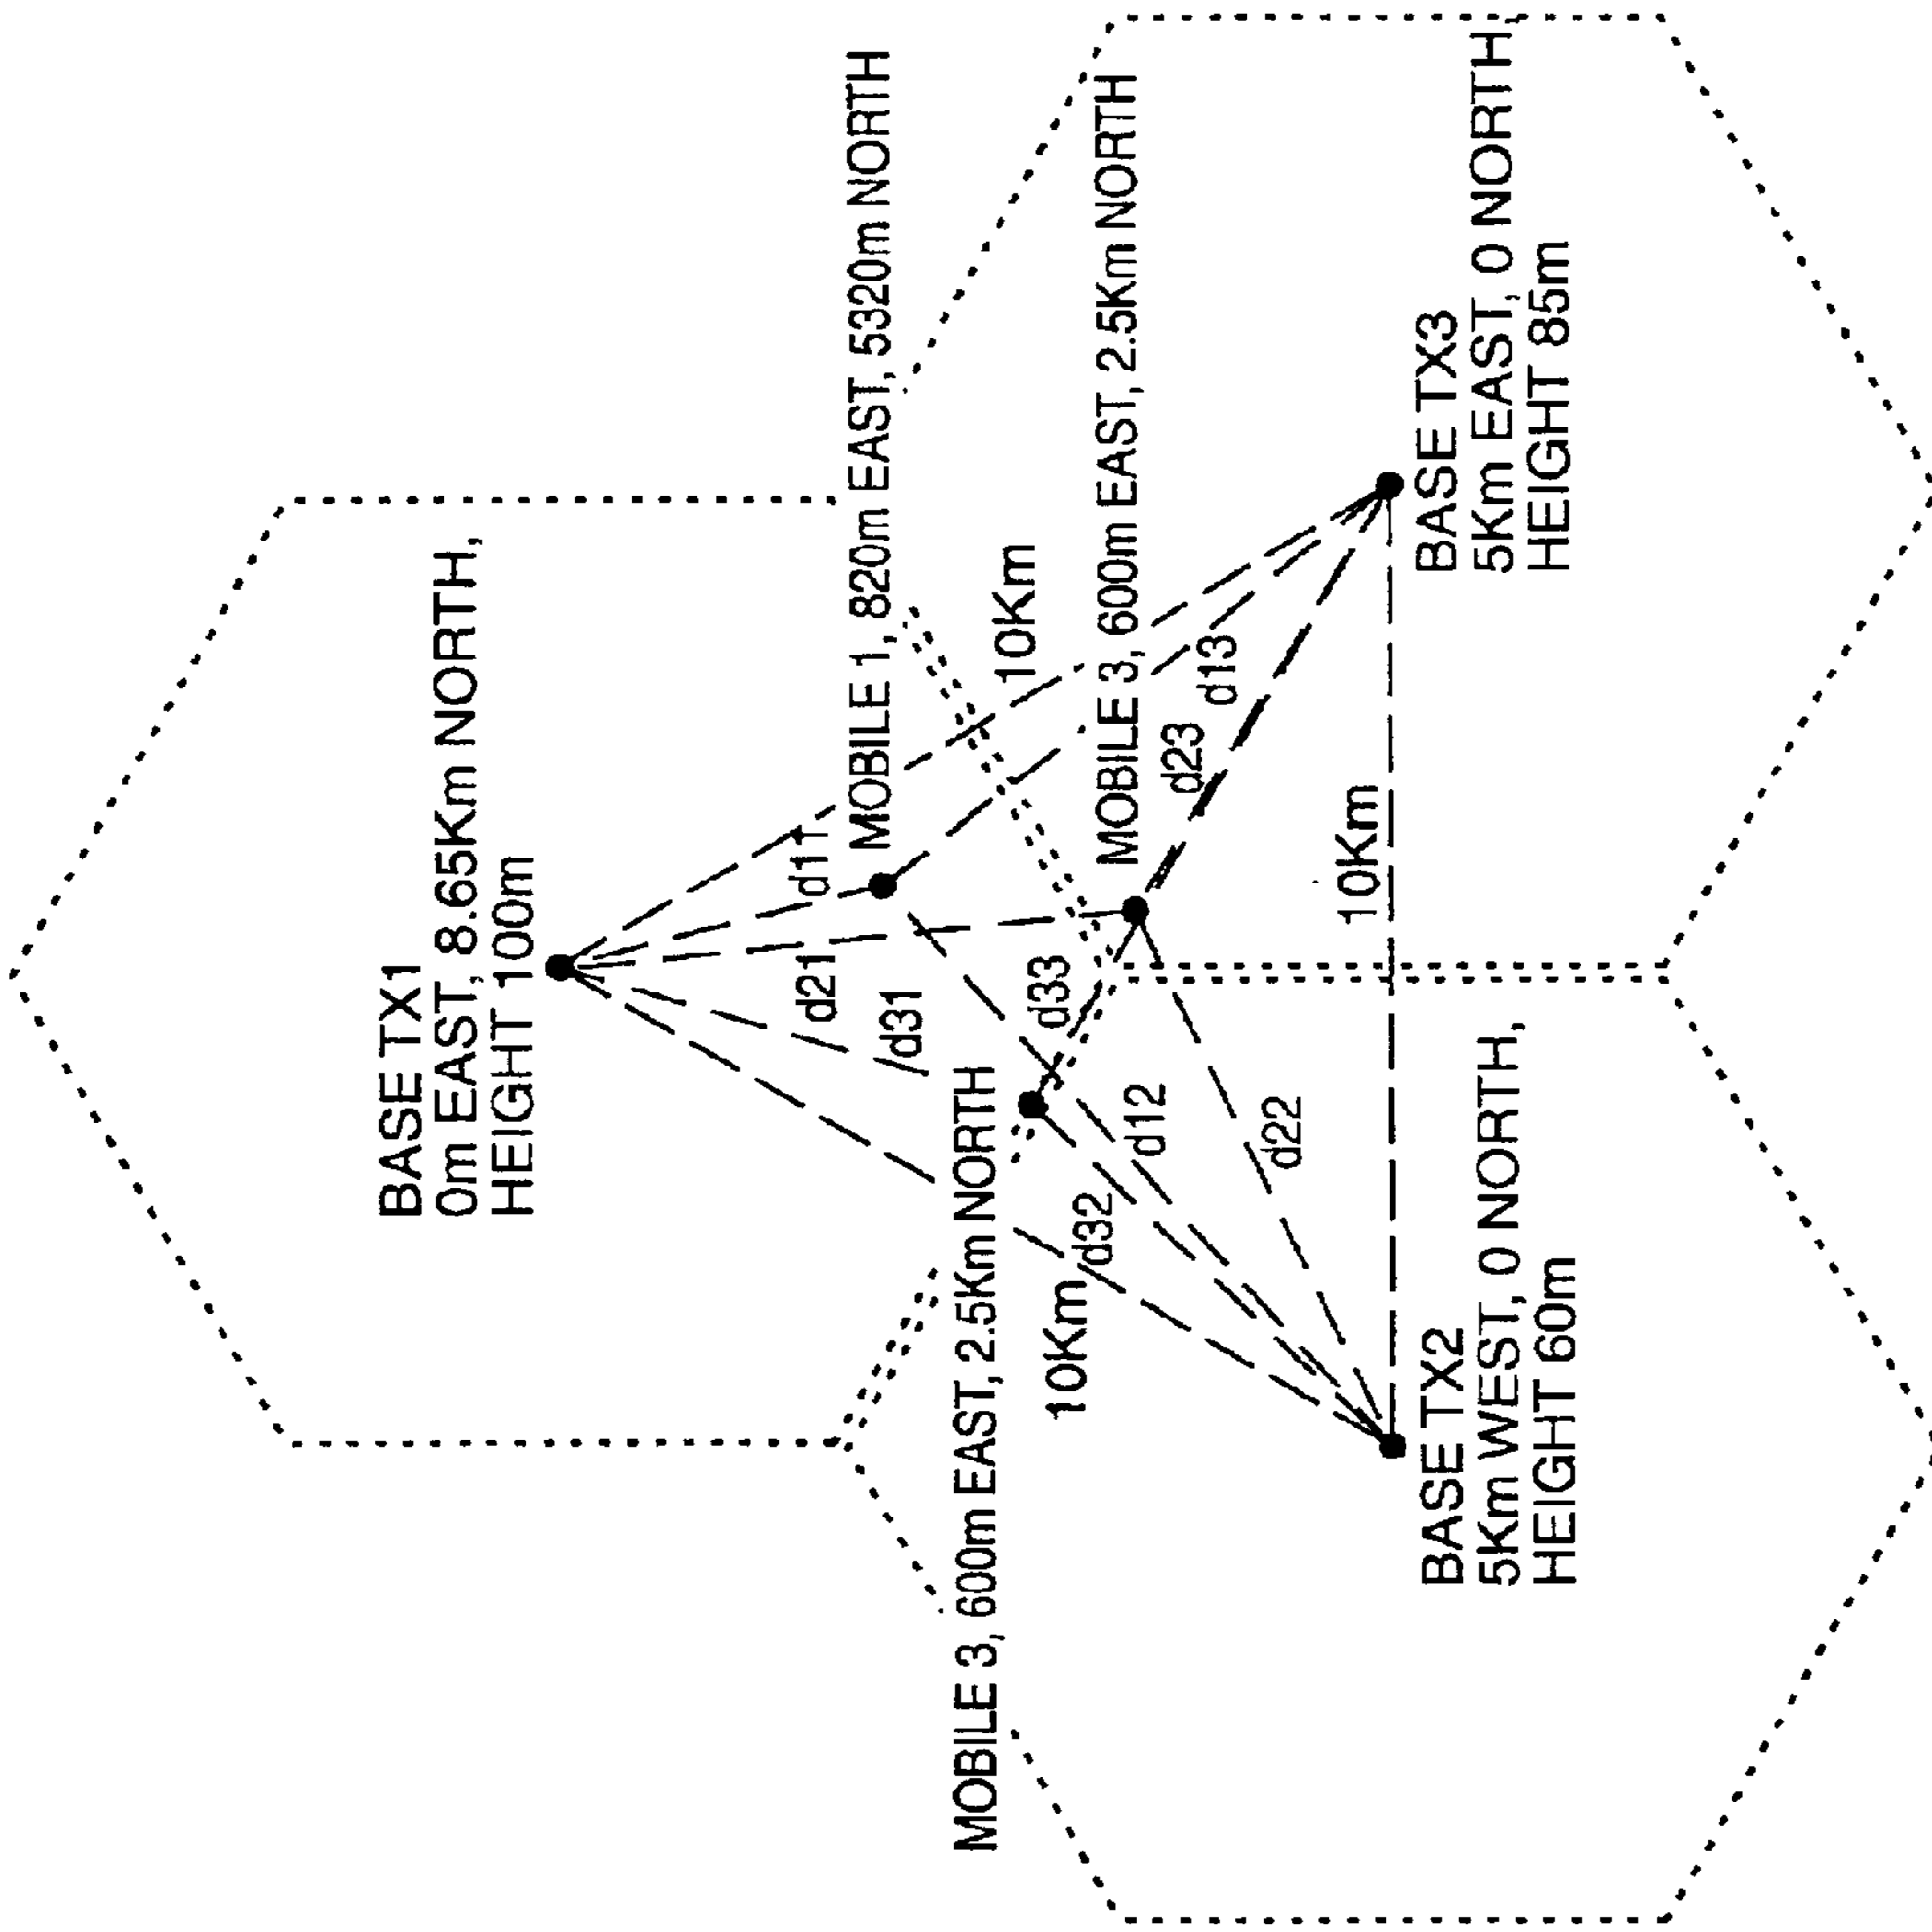 BASE TX1
0m EAST, 8.65Km NORTH,
HEIGHT 100m
d11
d21
d31
MOBILE 1, 820m EAST, 5320m NORTH
MOBILE 3, 600m EAST, 2.5Km NORTH
10Km
d33
10Km
d32
d12
MOBILE 3, 600m EAST, 2.5Km NORTH
d23
d13
d22
10Km
BASE TX2
5Km WEST, 0 NORTH,
HEIGHT 60m
BASE TX3
5Km EAST, 0 NORTH,
HEIGHT 85m